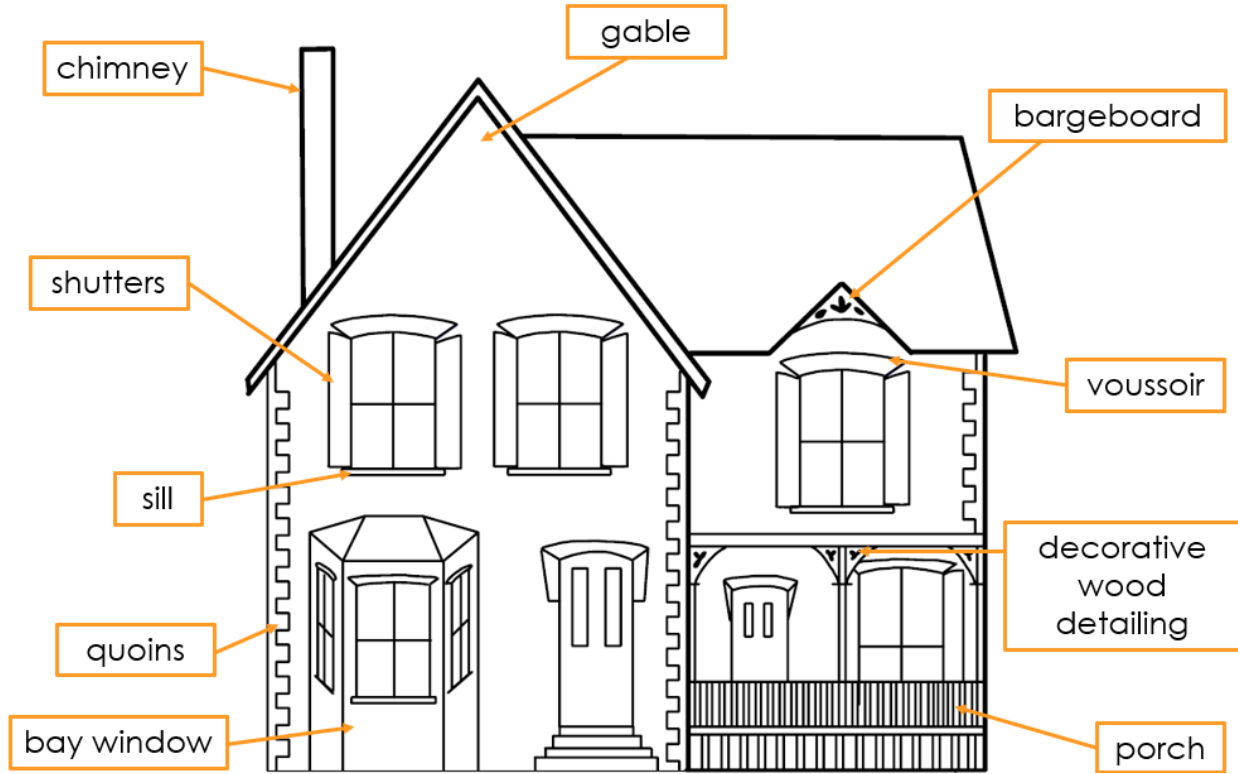 gable
chimney
bargeboard
shutters
voussoir
sill
decorative
wood
detailing
quoins
bay window
porch